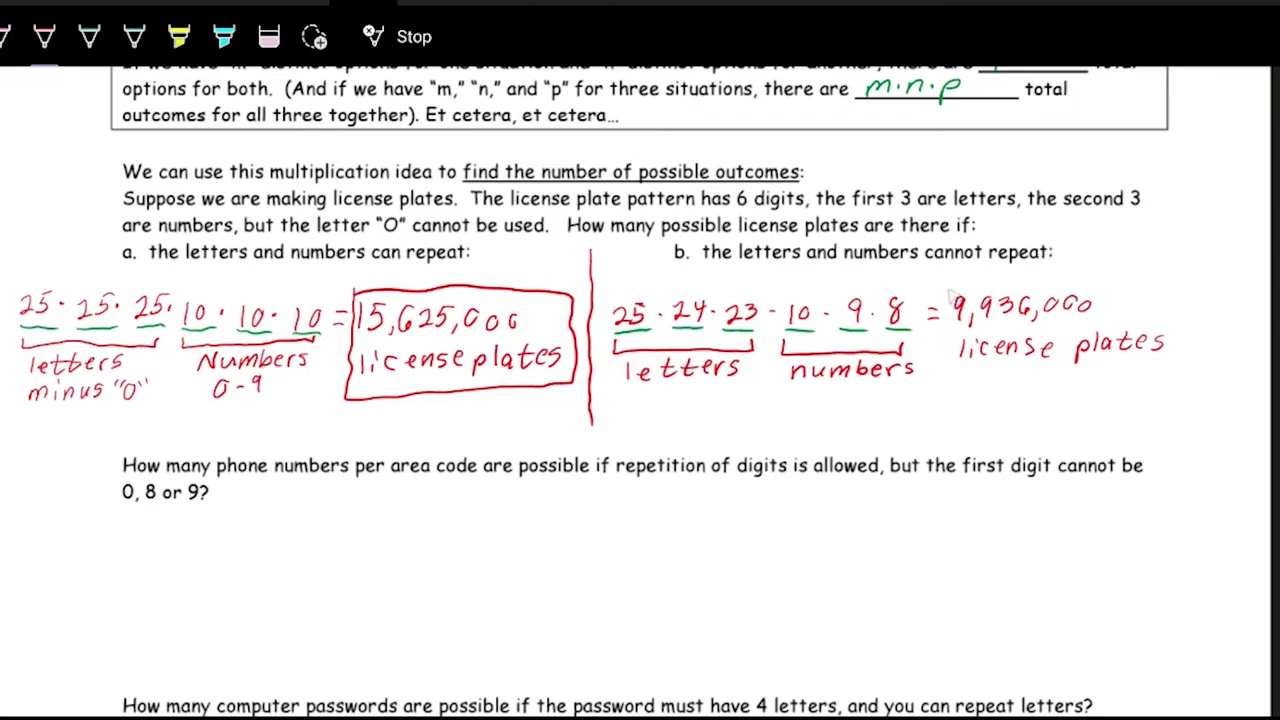 Stop
options for both. (And if we have “m,” “n,” and “p” for three situations, there are m·n·p total
outcomes for all three together). Et cetera, et cetera…
We can use this multiplication idea to find the number of possible outcomes:
Suppose we are making license plates. The license plate pattern has 6 digits, the first 3 are letters, the second 3
are numbers, but the letter “O” cannot be used. How many possible license plates are there if:
a. the letters and numbers can repeat:
b. the letters and numbers cannot repeat:
25 · 25 · 25 · 10 · 10 · 10 = 15,625,000
license plates
letters
minus "O"
Numbers
0-9
25 · 24 · 23 · 10 · 9 · 8 = 9,936,000
license plates
letters
numbers
How many phone numbers per area code are possible if repetition of digits is allowed, but the first digit cannot be
0, 8 or 9?
How many computer passwords are possible if the password must have 4 letters, and you can repeat letters?